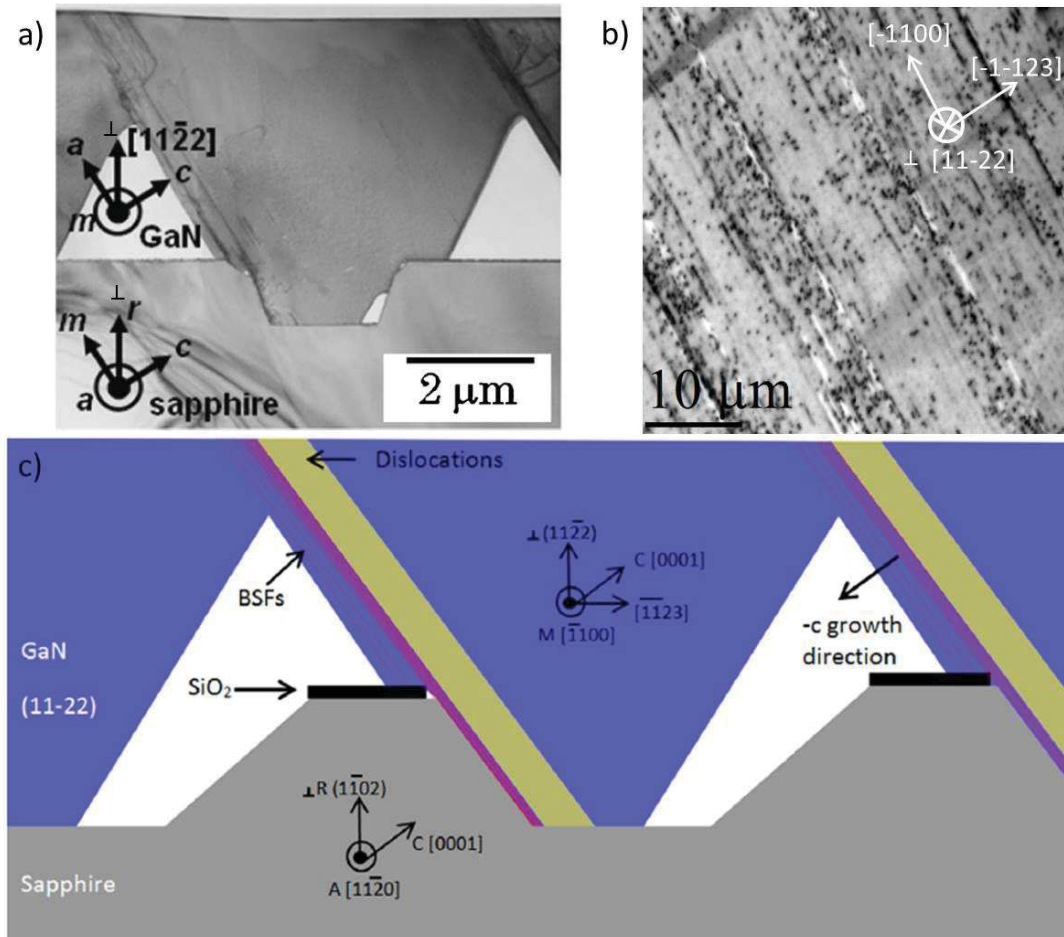 a)
⊥
[112̄2]
a
c
m
GaN
⊥
r
m
c
a
sapphire
2 μm
b)
[-1100]
[-1-123]
⊥ [11-22]
10 μm
c)
Dislocations
BSFs
SiO₂
GaN
(11-22)
⊥(112̄2)
C [0001]
[1̄1̄23]
M [1̄100]
-c growth
direction
⊥R (11̄02)
C [0001]
A [112̄0]
Sapphire